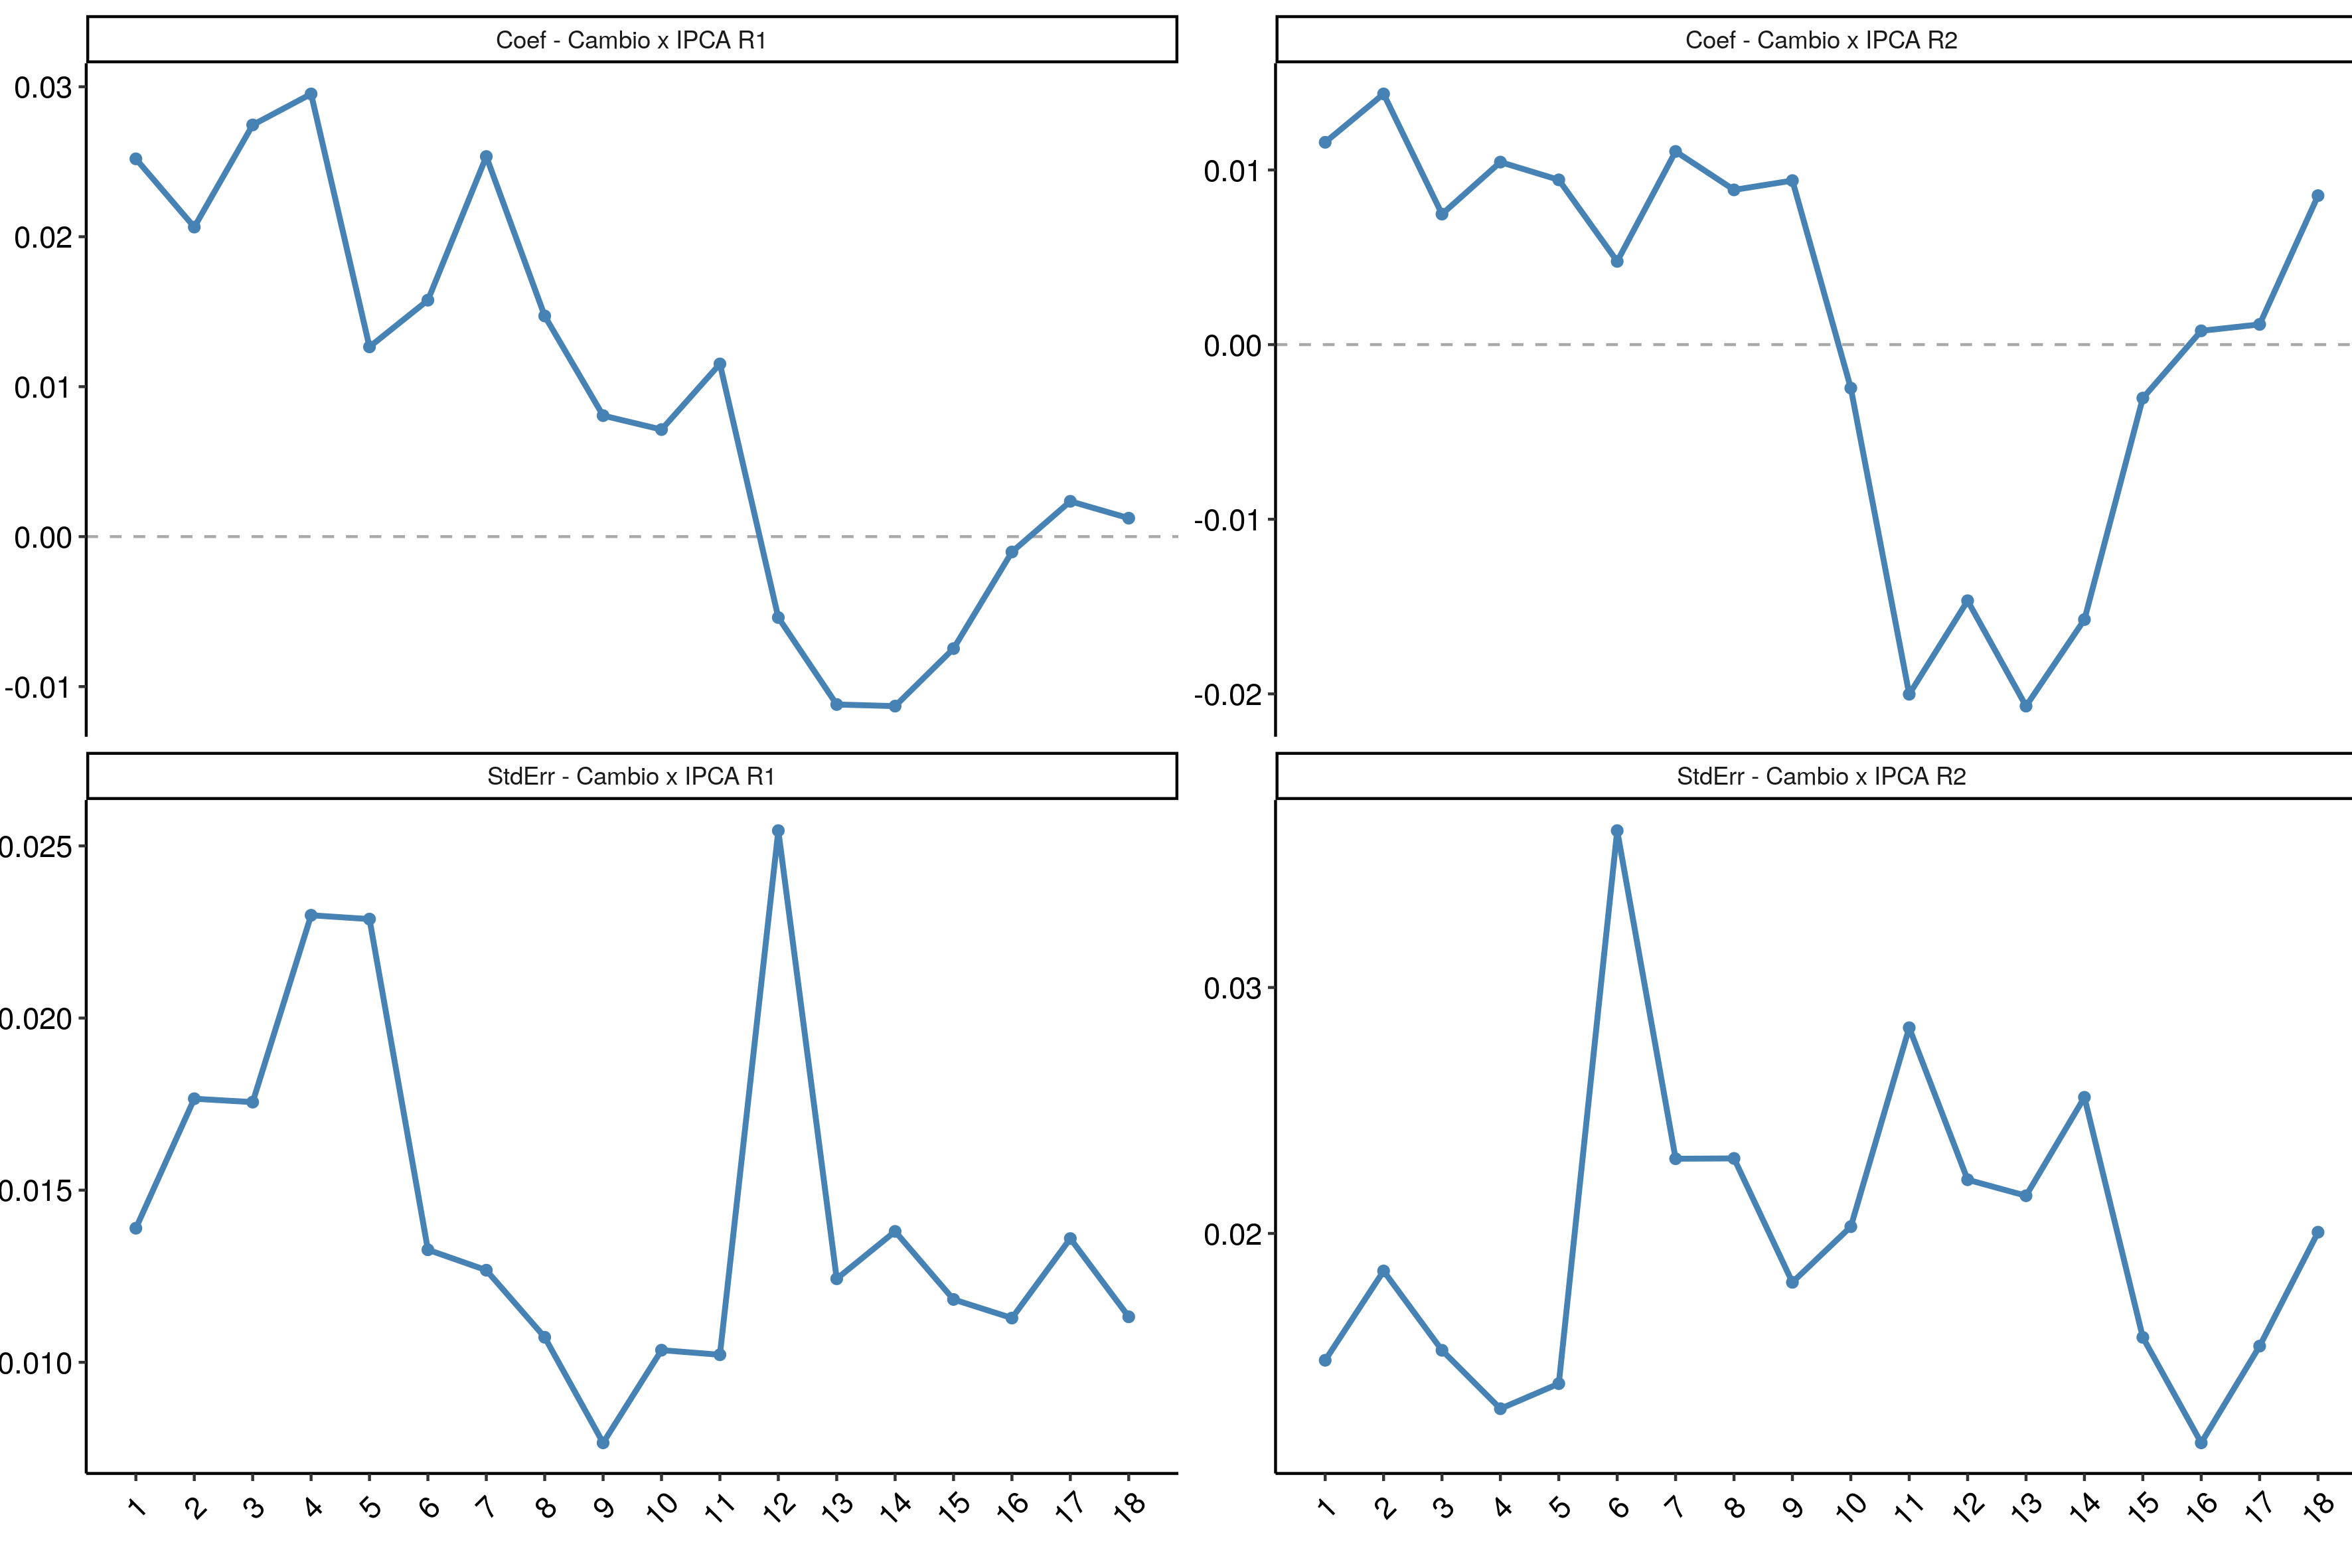 Coef - Cambio x IPCA R1
Coef - Cambio x IPCA R2
0.03
0.02
0.01
0.00
-0.01
0.01
0.00
-0.01
-0.02
StdErr - Cambio x IPCA R1
StdErr - Cambio x IPCA R2
0.025
0.020
0.015
0.010
0.03
0.02
1 2 3 4 5 6 7 8 9 10 11 12 13 14 15 16 17 18
1 2 3 4 5 6 7 8 9 10 11 12 13 14 15 16 17 18